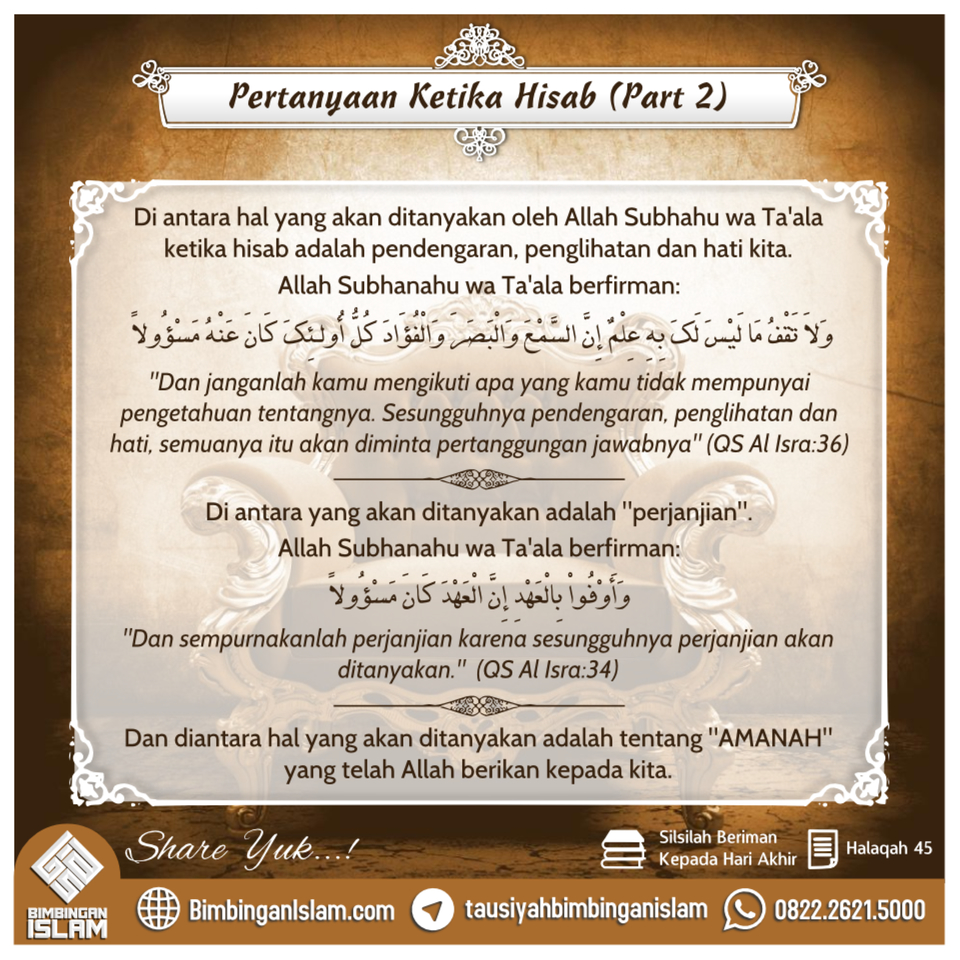 Pertanyaan Ketika Hisab (Part 2)
Di antara hal yang akan ditanyakan oleh Allah Subhahu wa Ta'ala
ketika hisab adalah pendengaran, penglihatan dan hati kita.
Allah Subhanahu wa Ta'ala berfirman:
وَلاَ تَقْفُ مَا لَيْسَ لَكَ بِهِ عِلْمٌ إِنَّ السَّمْعَ وَالْبَصَرَ وَالْفُؤَادَ كُلُّ أُولـئِكَ كَانَ عَنْهُ مَسْؤُولاً
"Dan janganlah kamu mengikuti apa yang kamu tidak mempunyai
pengetahuan tentangnya. Sesungguhnya pendengaran, penglihatan dan
hati, semuanya itu akan diminta pertanggungan jawabnya" (QS Al Isra:36)
Di antara yang akan ditanyakan adalah "perjanjian".
Allah Subhanahu wa Ta'ala berfirman:
وَأَوْفُواْ بِالْعَهْدِ إِنَّ الْعَهْدَ كَانَ مَسْؤُولاً
"Dan sempurnakanlah perjanjian karena sesungguhnya perjanjian akan
ditanyakan." (QS Al Isra:34)
Dan diantara hal yang akan ditanyakan adalah tentang "AMANAH"
yang telah Allah berikan kepada kita.
Share Yuk...!
Silsilah Beriman
Kepada Hari Akhir
Halaqah 45
BIMBINGAN
ISLAM
BimbinganIslam.com
tausiyahbimbinganislam
0822.2621.5000